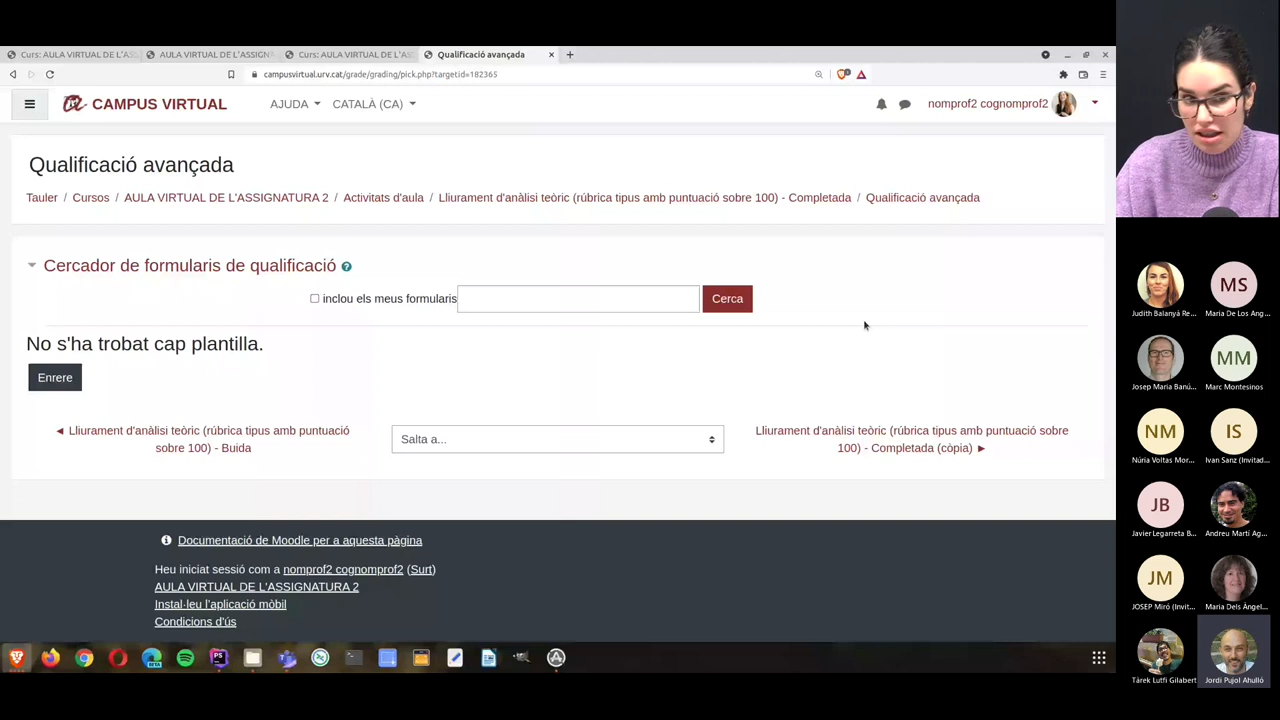 Curs: AULA VIRTUAL DE L'AS
AULA VIRTUAL DE L'ASSIGN
Curs: AULA VIRTUAL DE L'AS
Qualificació avançada
campusvirtual.urv.cat/grade/grading/pick.php?targetid=182365
CAMPUS VIRTUAL
AJUDA
CATALÀ (CA)
nomprof2 cognomprof2
Qualificació avançada
Tauler / Cursos / AULA VIRTUAL DE L'ASSIGNATURA 2 / Activitats d'aula / Lliurament d'anàlisi teòric (rúbrica tipus amb puntuació sobre 100) - Completada / Qualificació avançada
Cercador de formularis de qualificació
inclou els meus formularis
Cerca
No s'ha trobat cap plantilla.
Enrere
◄ Lliurament d'anàlisi teòric (rúbrica tipus amb puntuació
sobre 100) - Buida
Salta a...
Lliurament d'anàlisi teòric (rúbrica tipus amb puntuació sobre
100) - Completada (còpia) ►
Documentació de Moodle per a aquesta pàgina
Heu iniciat sessió com a nomprof2 cognomprof2 (Surt)
AULA VIRTUAL DE L'ASSIGNATURA 2
Instal·leu l'aplicació mòbil
Condicions d'ús
MS
Judith Balanyà Re...
Maria De Los Ang...
MM
Josep Maria Banú...
Marc Montesinos
NM
IS
Núria Voltas Mor...
Ivan Sanz (Invitad...
JB
Javier Legarreta B...
Andreu Martí Ag...
JM
JOSEP Miró (Invit...
Maria Dels Àngel...
Tàrek Lutfi Gilabert
Jordi Pujol Ahulló